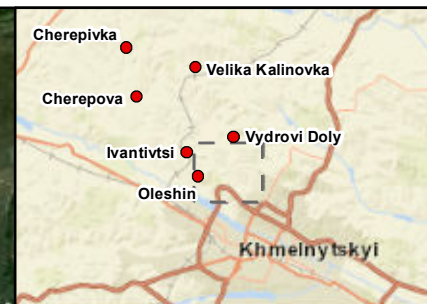 Cherepivka
Velika Kalinovka
Cherepova
Vydrovi Doly
Ivantivtsi
Oleshin
Khmelnytskyi